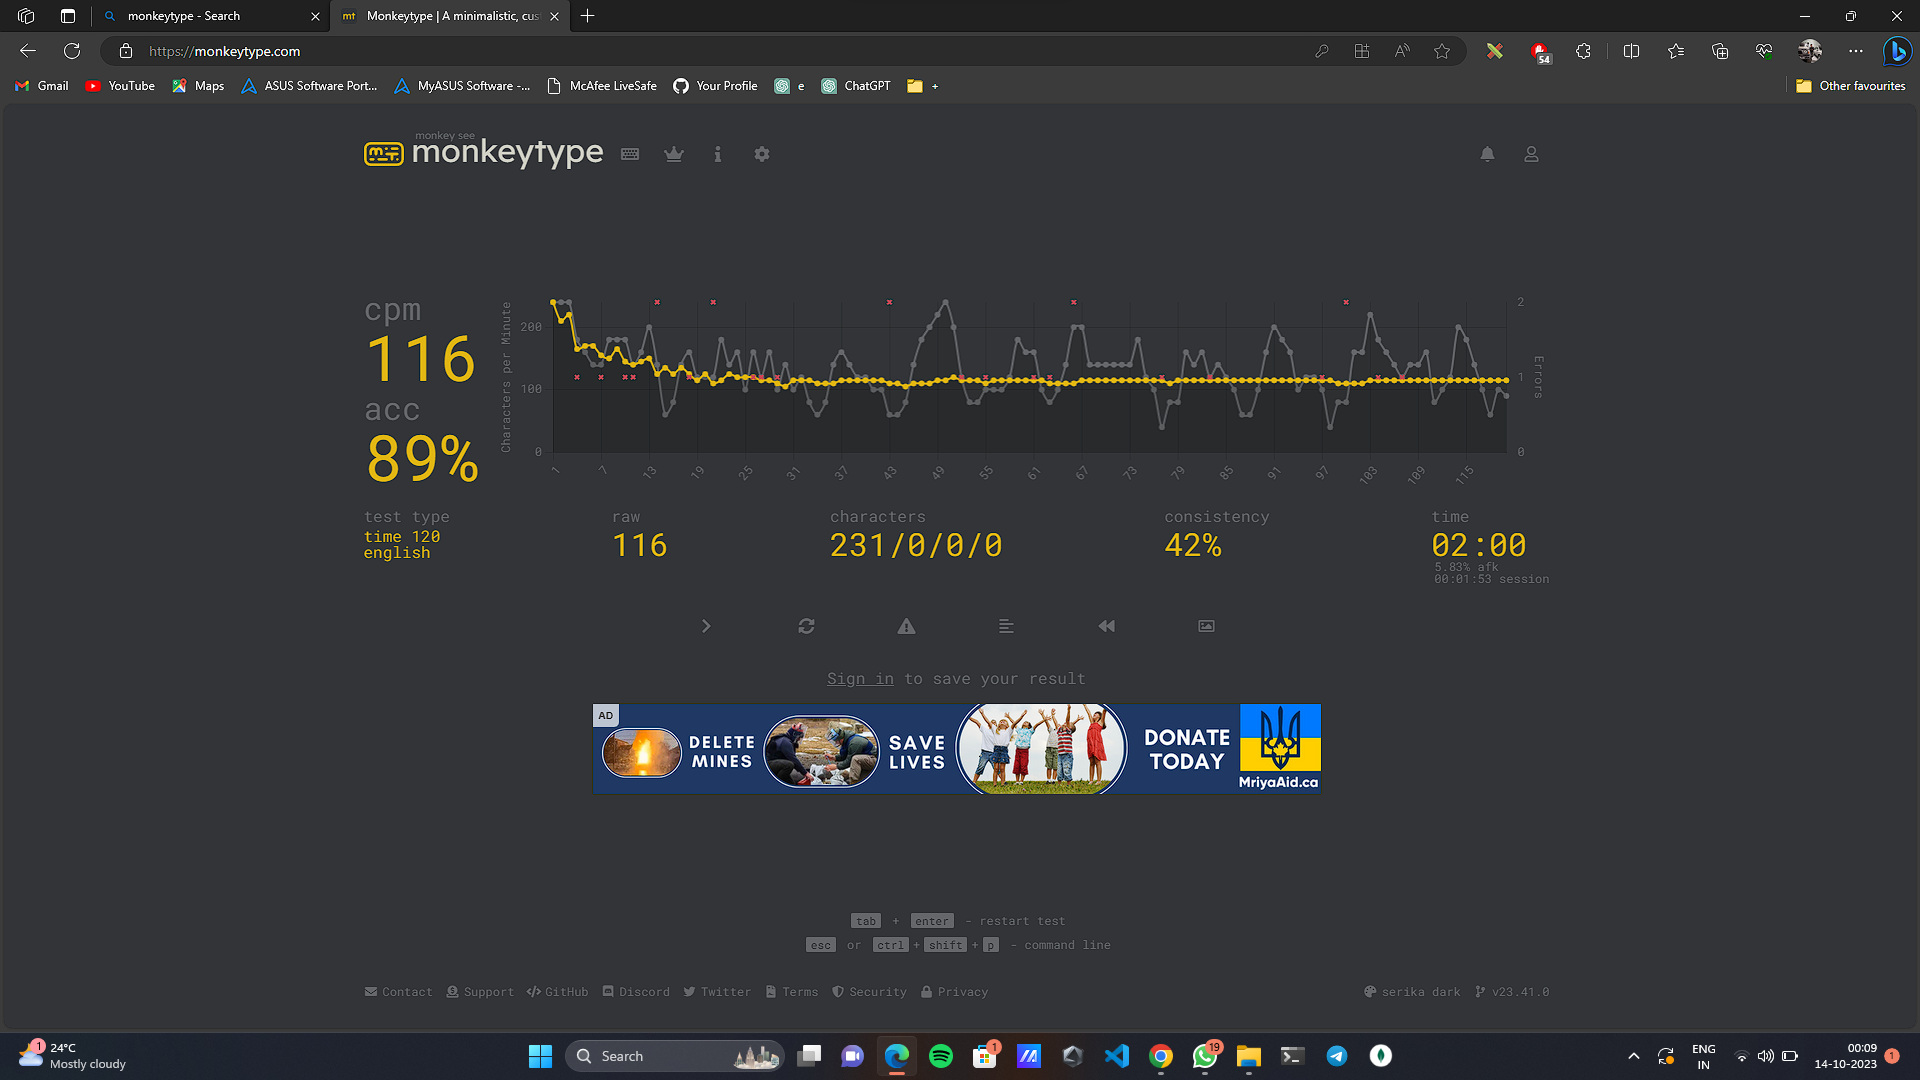 monkeytype - Search
mt Monkeytype | A minimalistic, cus
https://monkeytype.com
54
Gmail YouTube Maps ASUS Software Port... MyASUS Software -... McAfee LiveSafe Your Profile e ChatGPT + Other favourites
monkey see
monkeytype
cpm
116
acc
89%
Characters per Minute
200
100
0
2
1
0
Errors
1 7 13 19 25 31 37 43 49 55 61 67 73 79 85 91 97 103 109 115
test type
time 120
english
raw
116
characters
231/0/0/0
consistency
42%
time
02:00
5.83% afk
00:01:53 session
Sign in to save your result
AD
DELETE
MINES
SAVE
LIVES
DONATE
TODAY
MriyaAid.ca
tab + enter - restart test
esc or ctrl + shift + p - command line
Contact Support GitHub Discord Twitter Terms Security Privacy serika dark v23.41.0
1
24°C
Mostly cloudy
Search
1
19
ENG
IN
00:09
14-10-2023
1